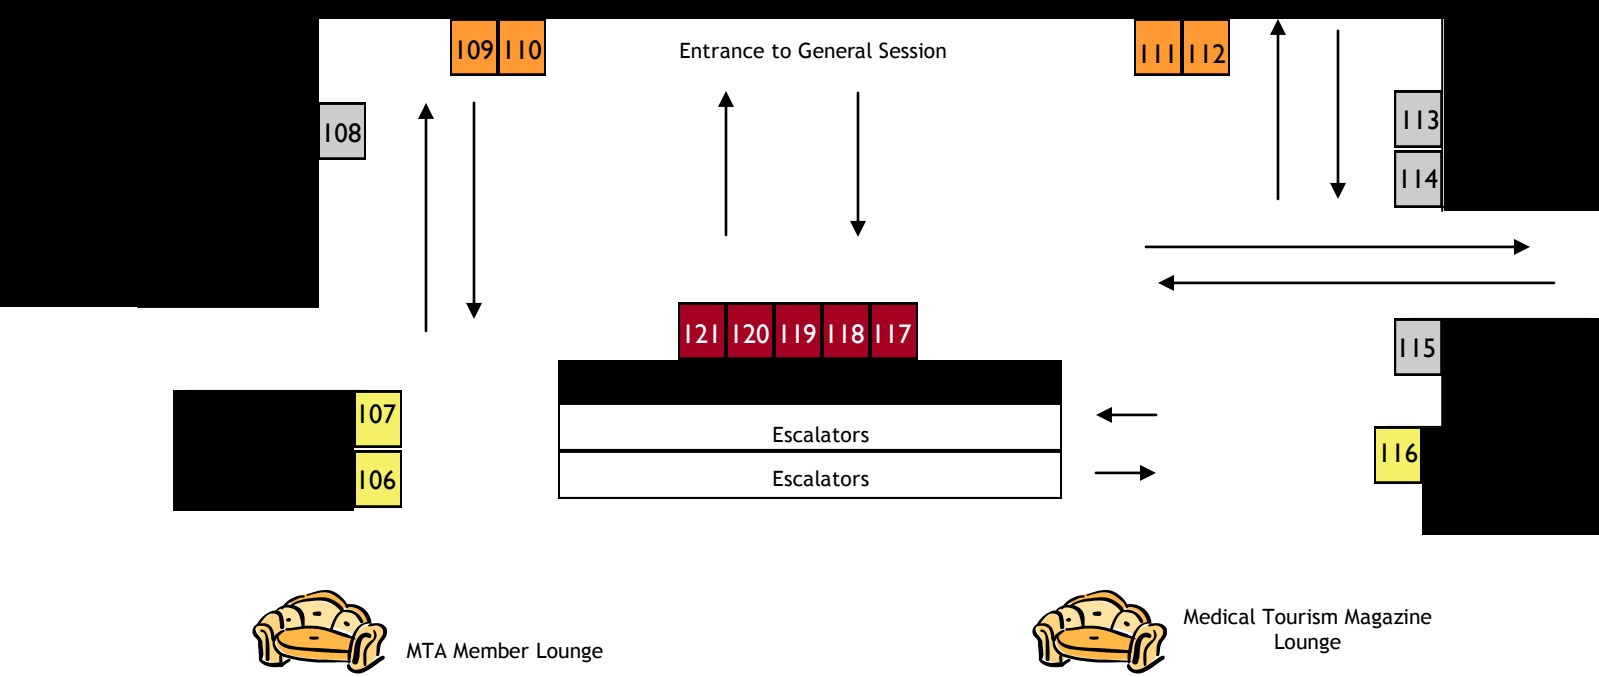 109 110
Entrance to General Session
111 112
108
113
114
121 120 119 118 117
115
107
Escalators
116
106
Escalators
MTA Member Lounge
Medical Tourism Magazine
Lounge